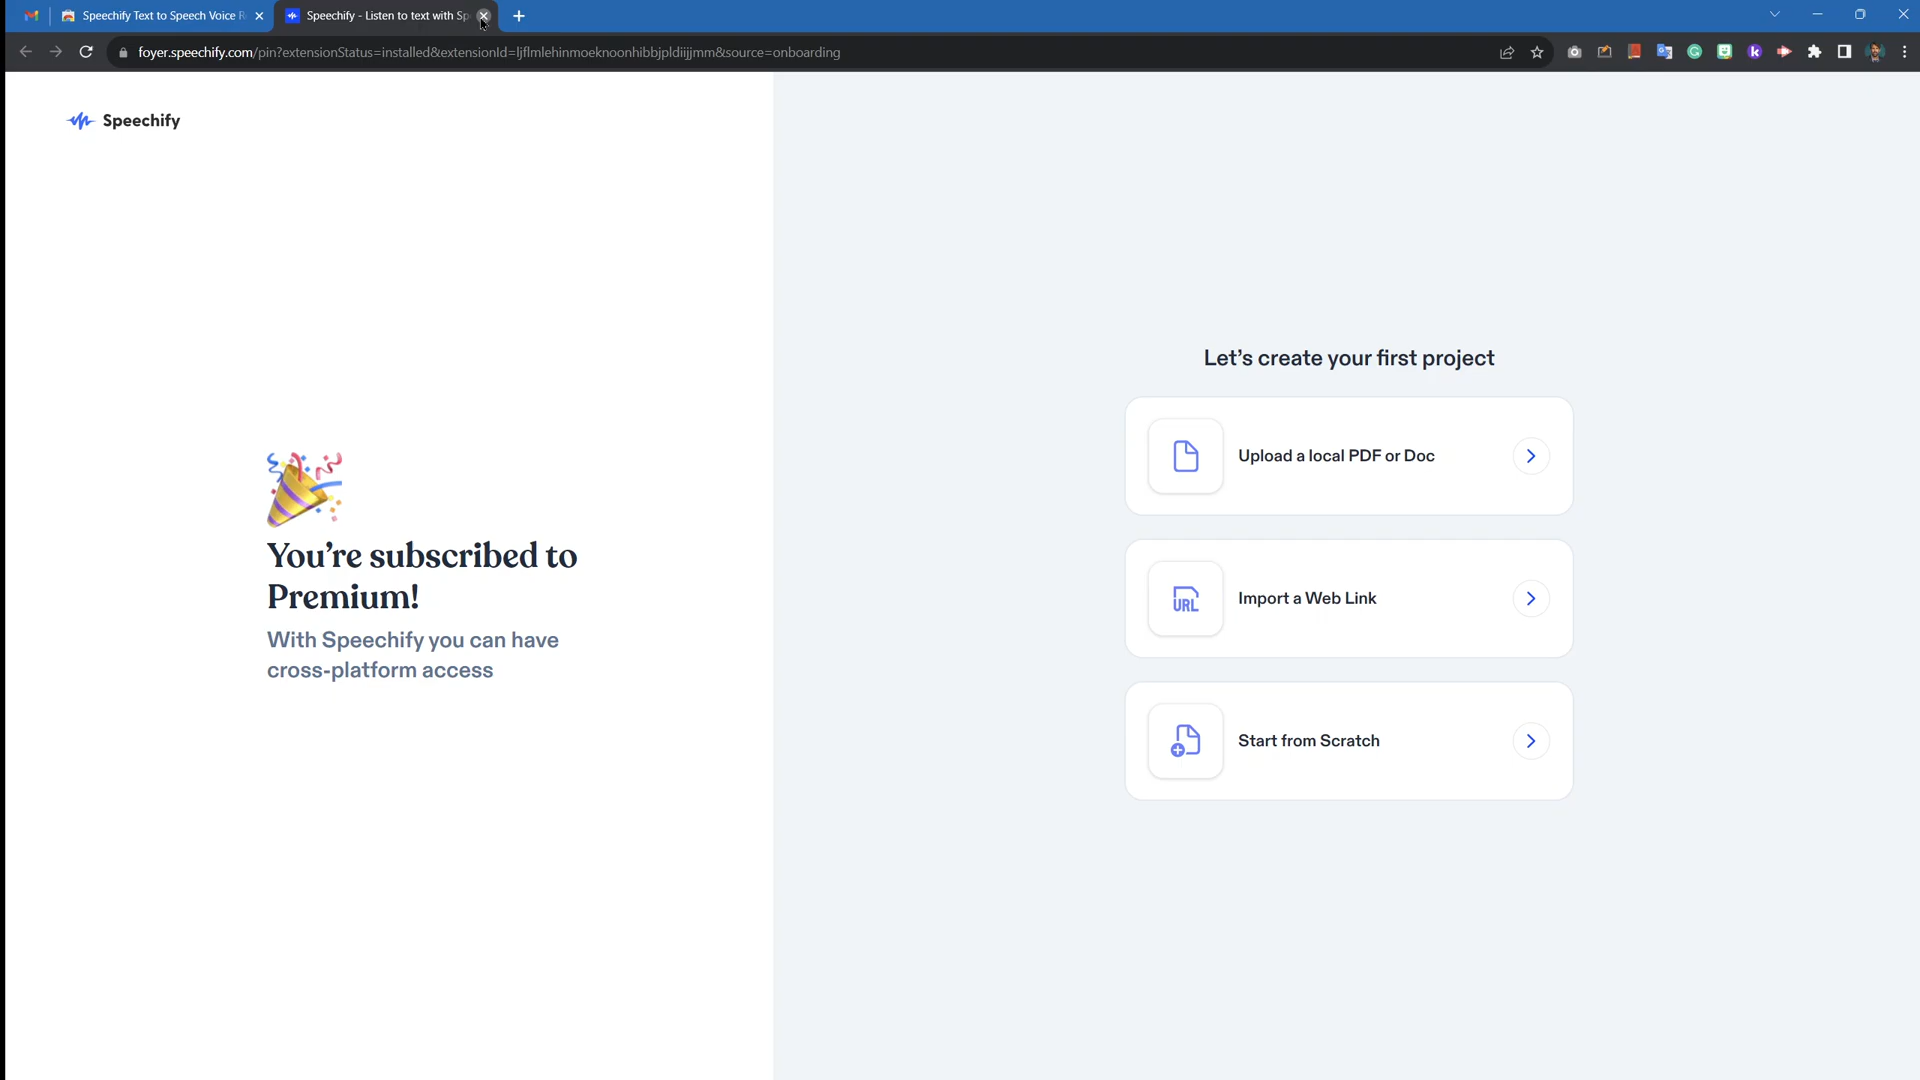 Speechify Text to Speech Voice R
Speechify - Listen to text with Sp
foyer.speechify.com/pin?extensionStatus=installed&extensionId=ljflmlehinmoeknoonhibbjpldiijjmm&source=onboarding
Speechify
Let's create your first project
Upload a local PDF or Doc
URL
Import a Web Link
Start from Scratch
You're subscribed to
Premium!
With Speechify you can have
cross-platform access